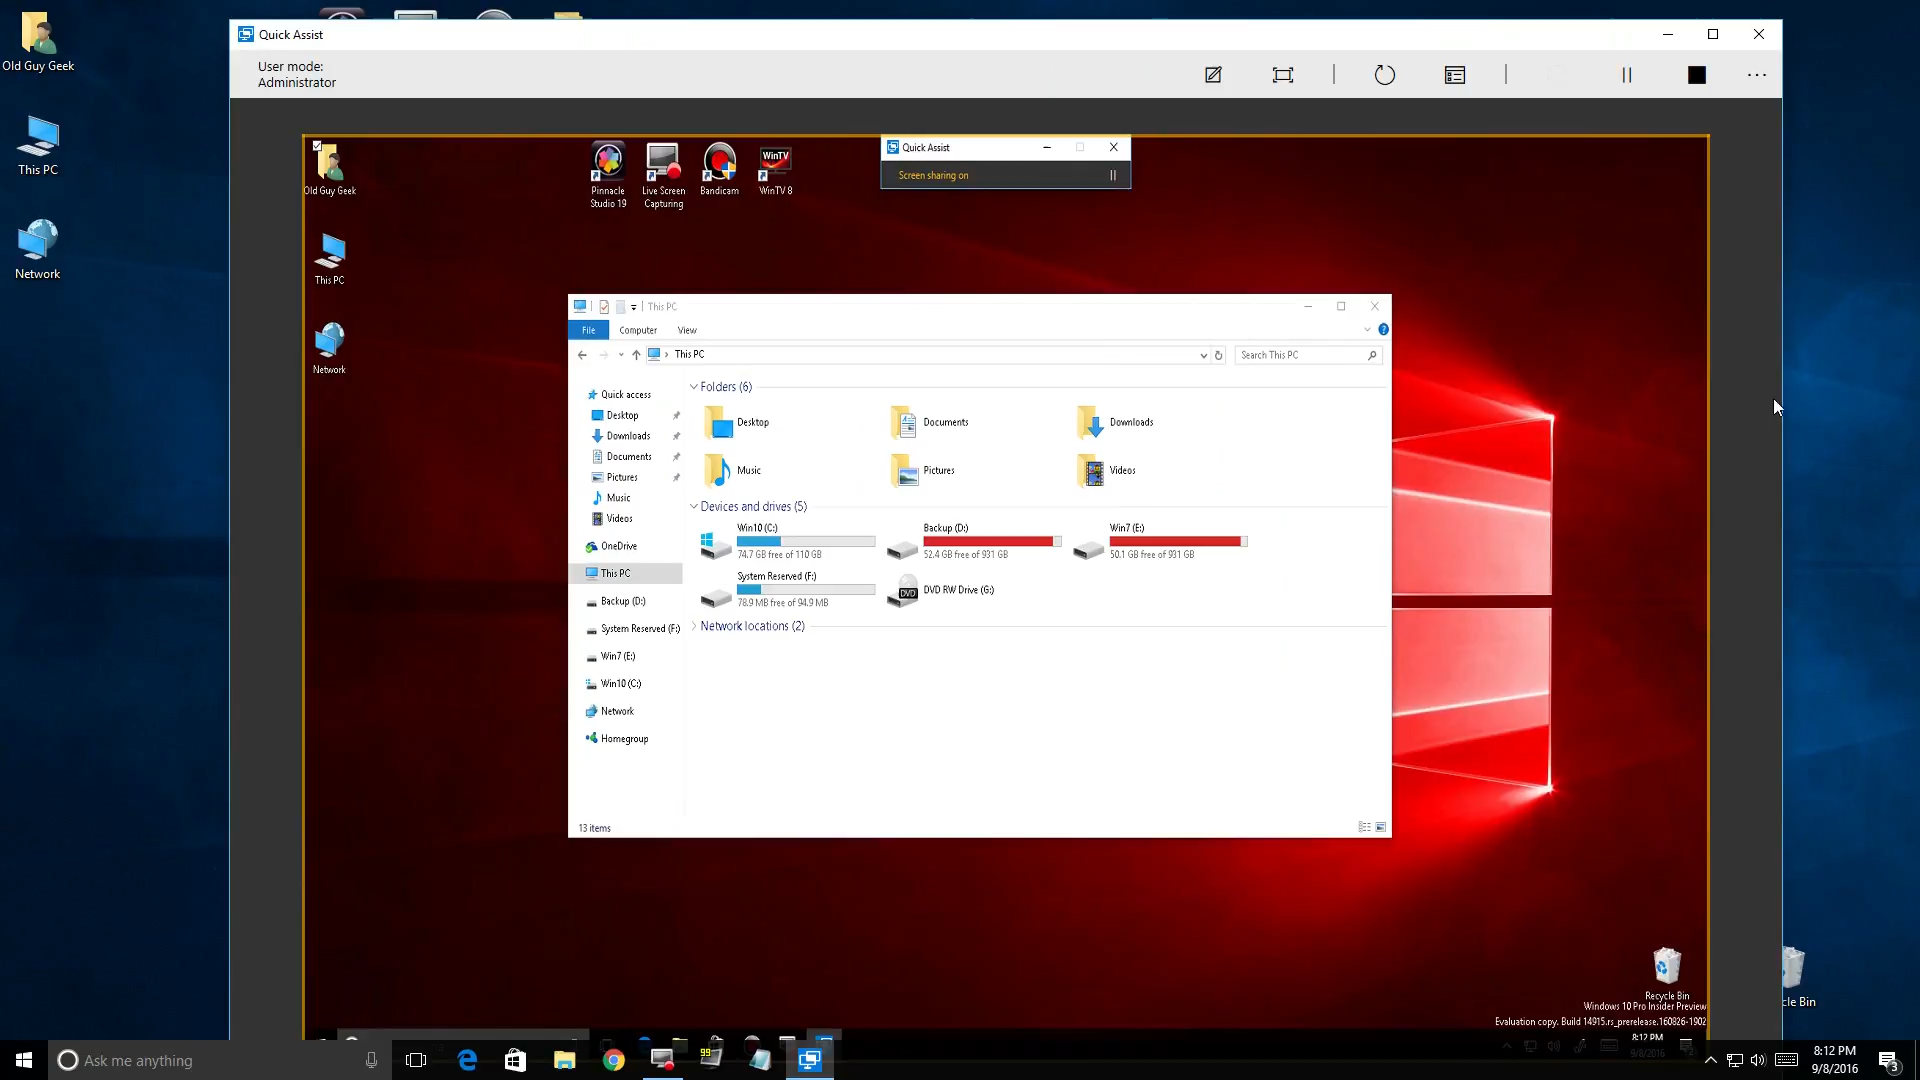 Old Guy Geek
This PC
Network
Quick Assist
User mode:
Administrator
Old Guy Geek
This PC
Network
Pinnacle
Studio 19
Live Screen
Capturing
Bandicam
WinTV
WinTV 8
Quick Assist
Screen sharing on
This PC
File
Computer
View
This PC
Search This PC
Quick access
Desktop
Downloads
Documents
Pictures
Music
Videos
OneDrive
This PC
Backup (D:)
System Reserved (F:)
Win7 (E:)
Win10 (C:)
Network
Homegroup
Folders (6)
Desktop
Documents
Downloads
Music
Pictures
Videos
Devices and drives (5)
Win10 (C:)
74.7 GB free of 110 GB
Backup (D:)
52.4 GB free of 931 GB
Win7 (E:)
50.1 GB free of 931 GB
System Reserved (F:)
78.9 MB free of 94.9 MB
DVD
DVD RW Drive (G:)
Network locations (2)
13 items
Recycle Bin
Windows 10 Pro Insider Preview
Evaluation copy. Build 14915.rs_prerelease.160826-1902
8:12 PM
9/8/2016
cle Bin
Ask me anything
99
8:12 PM
9/8/2016
3